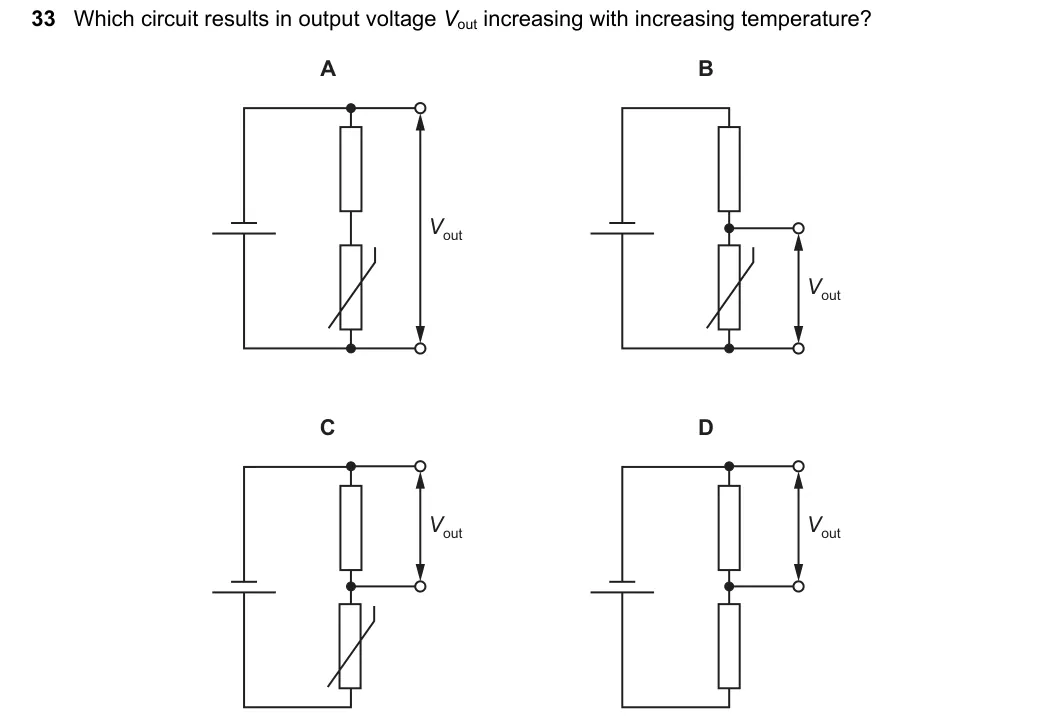 33 Which circuit results in output voltage Vout increasing with increasing temperature?
A
B
Vout
Vout
C
D
Vout
Vout